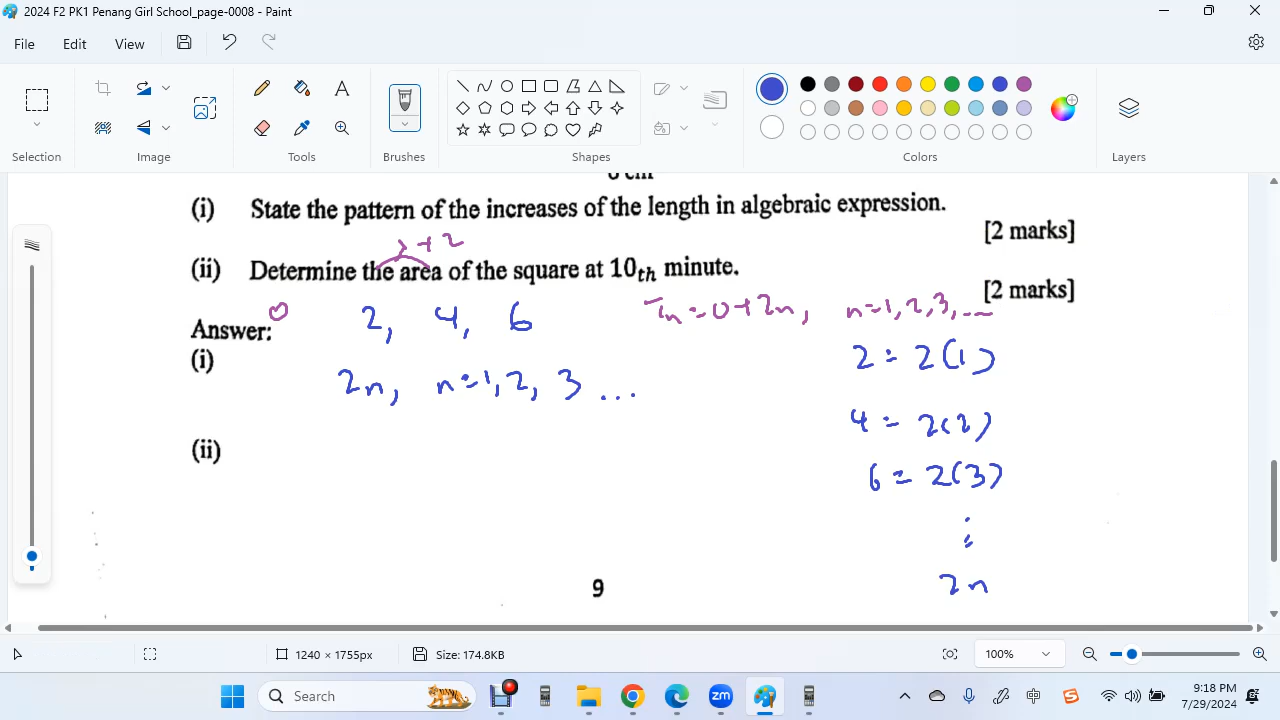 2024 F2 PK1 Penang Girl School_page-0008 - Paint
File Edit View
Selection Image Tools Brushes Shapes Colors Layers
(i) State the pattern of the increases of the length in algebraic expression.
[2 marks]
+2
(ii) Determine the area of the square at 10th minute.
[2 marks]
Answer: 0 2, 4, 6 Tn = 0+2n, n=1,2,3,...
(i) 2 = 2(1)
2n, n=1,2,3 ...
4 = 2(2)
(ii)
6 = 2(3)
⋮
9 2n
1240 × 1755px Size: 174.8KB 100%
Search zm 中 9:18 PM
7/29/2024